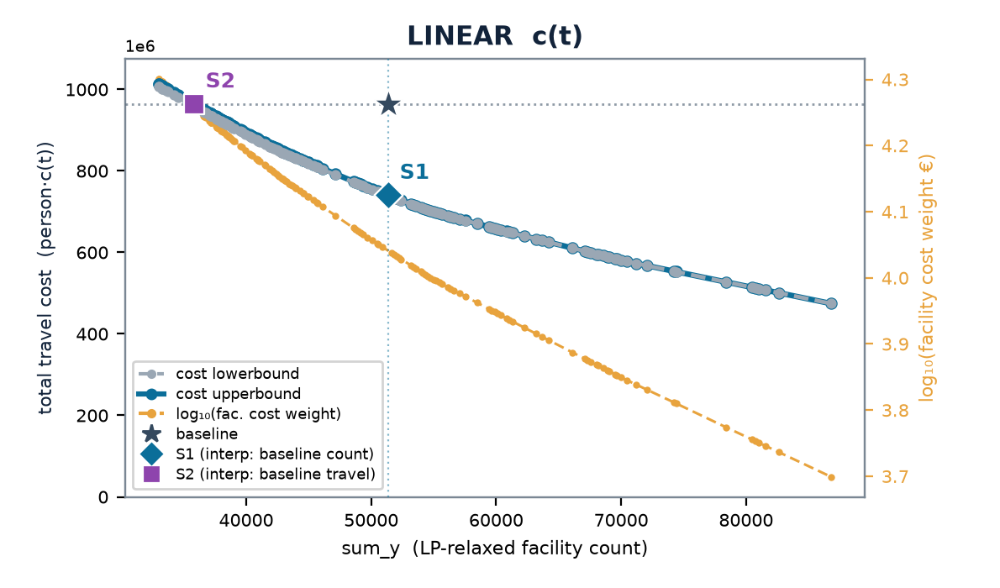 LINEAR c(t)
1e6
1000
800
600
400
200
0
total travel cost (person·c(t))
S2
S1
4.3
4.2
4.1
4.0
3.9
3.8
3.7
log₁₀(facility cost weight €)
cost lowerbound
cost upperbound
log₁₀(fac. cost weight)
baseline
S1 (interp: baseline count)
S2 (interp: baseline travel)
40000 50000 60000 70000 80000
sum_y (LP-relaxed facility count)